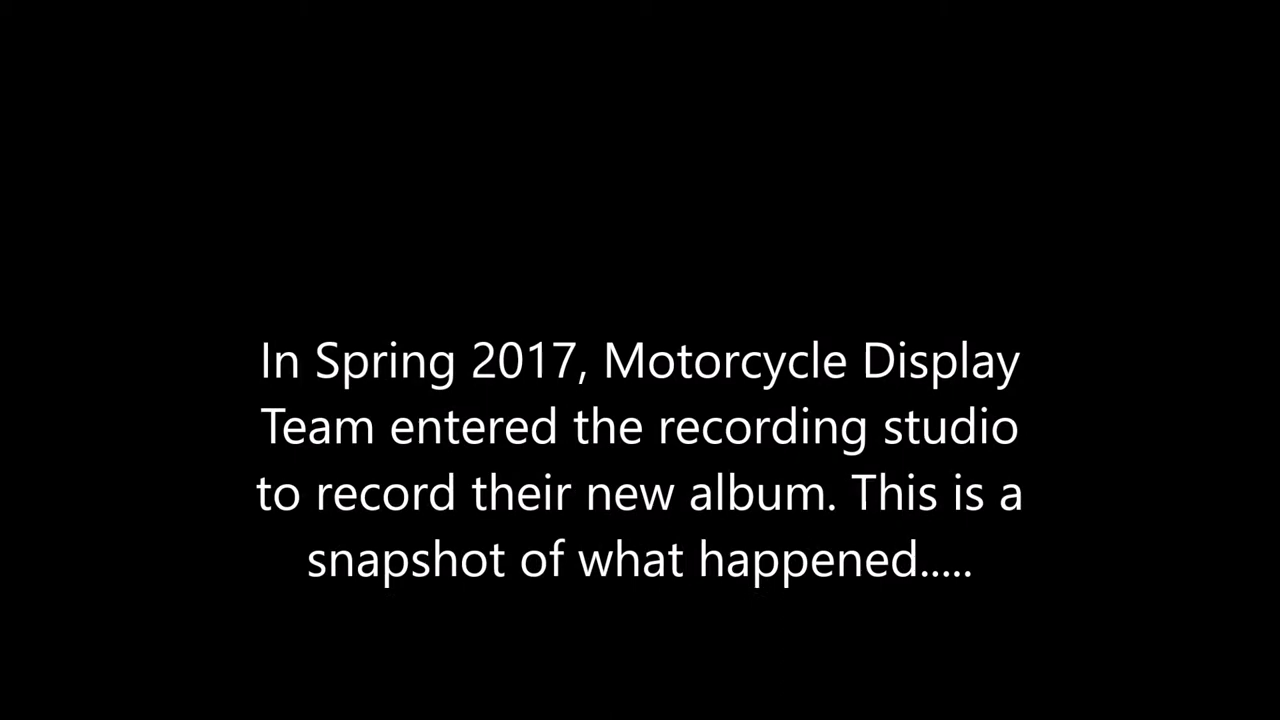 In Spring 2017, Motorcycle Display
Team entered the recording studio
to record their new album. This is a
snapshot of what happened.....